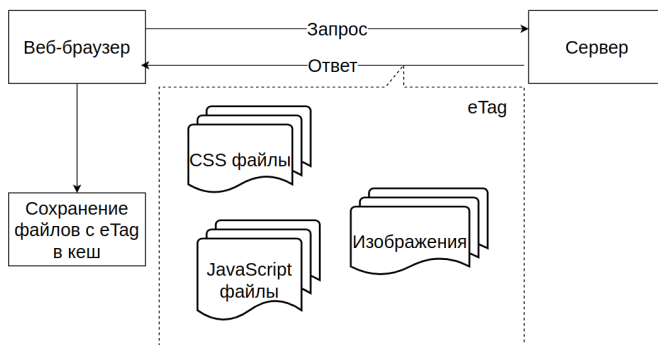 Веб-браузер
Запрос
Сервер
Ответ
eTag
CSS файлы
Сохранение
файлов с eTag
в кеш
Изображения
JavaScript
файлы